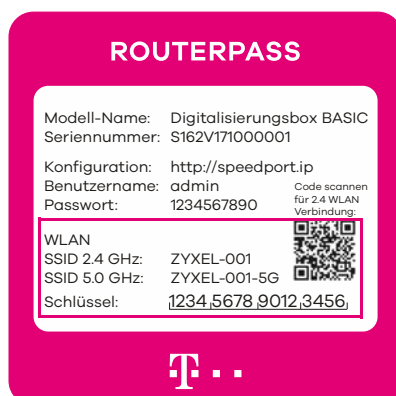 ROUTERPASS
Modell-Name: Digitalisierungsbox BASIC
Seriennummer: S162V171000001
Konfiguration: http://speedport.ip
Benutzername: admin
Passwort: 1234567890
Code scannen
für 2.4 WLAN
Verbindung:
WLAN
SSID 2.4 GHz: ZYXEL-001
SSID 5.0 GHz: ZYXEL-001-5G
Schlüssel: 1234 5678 9012 3456
T